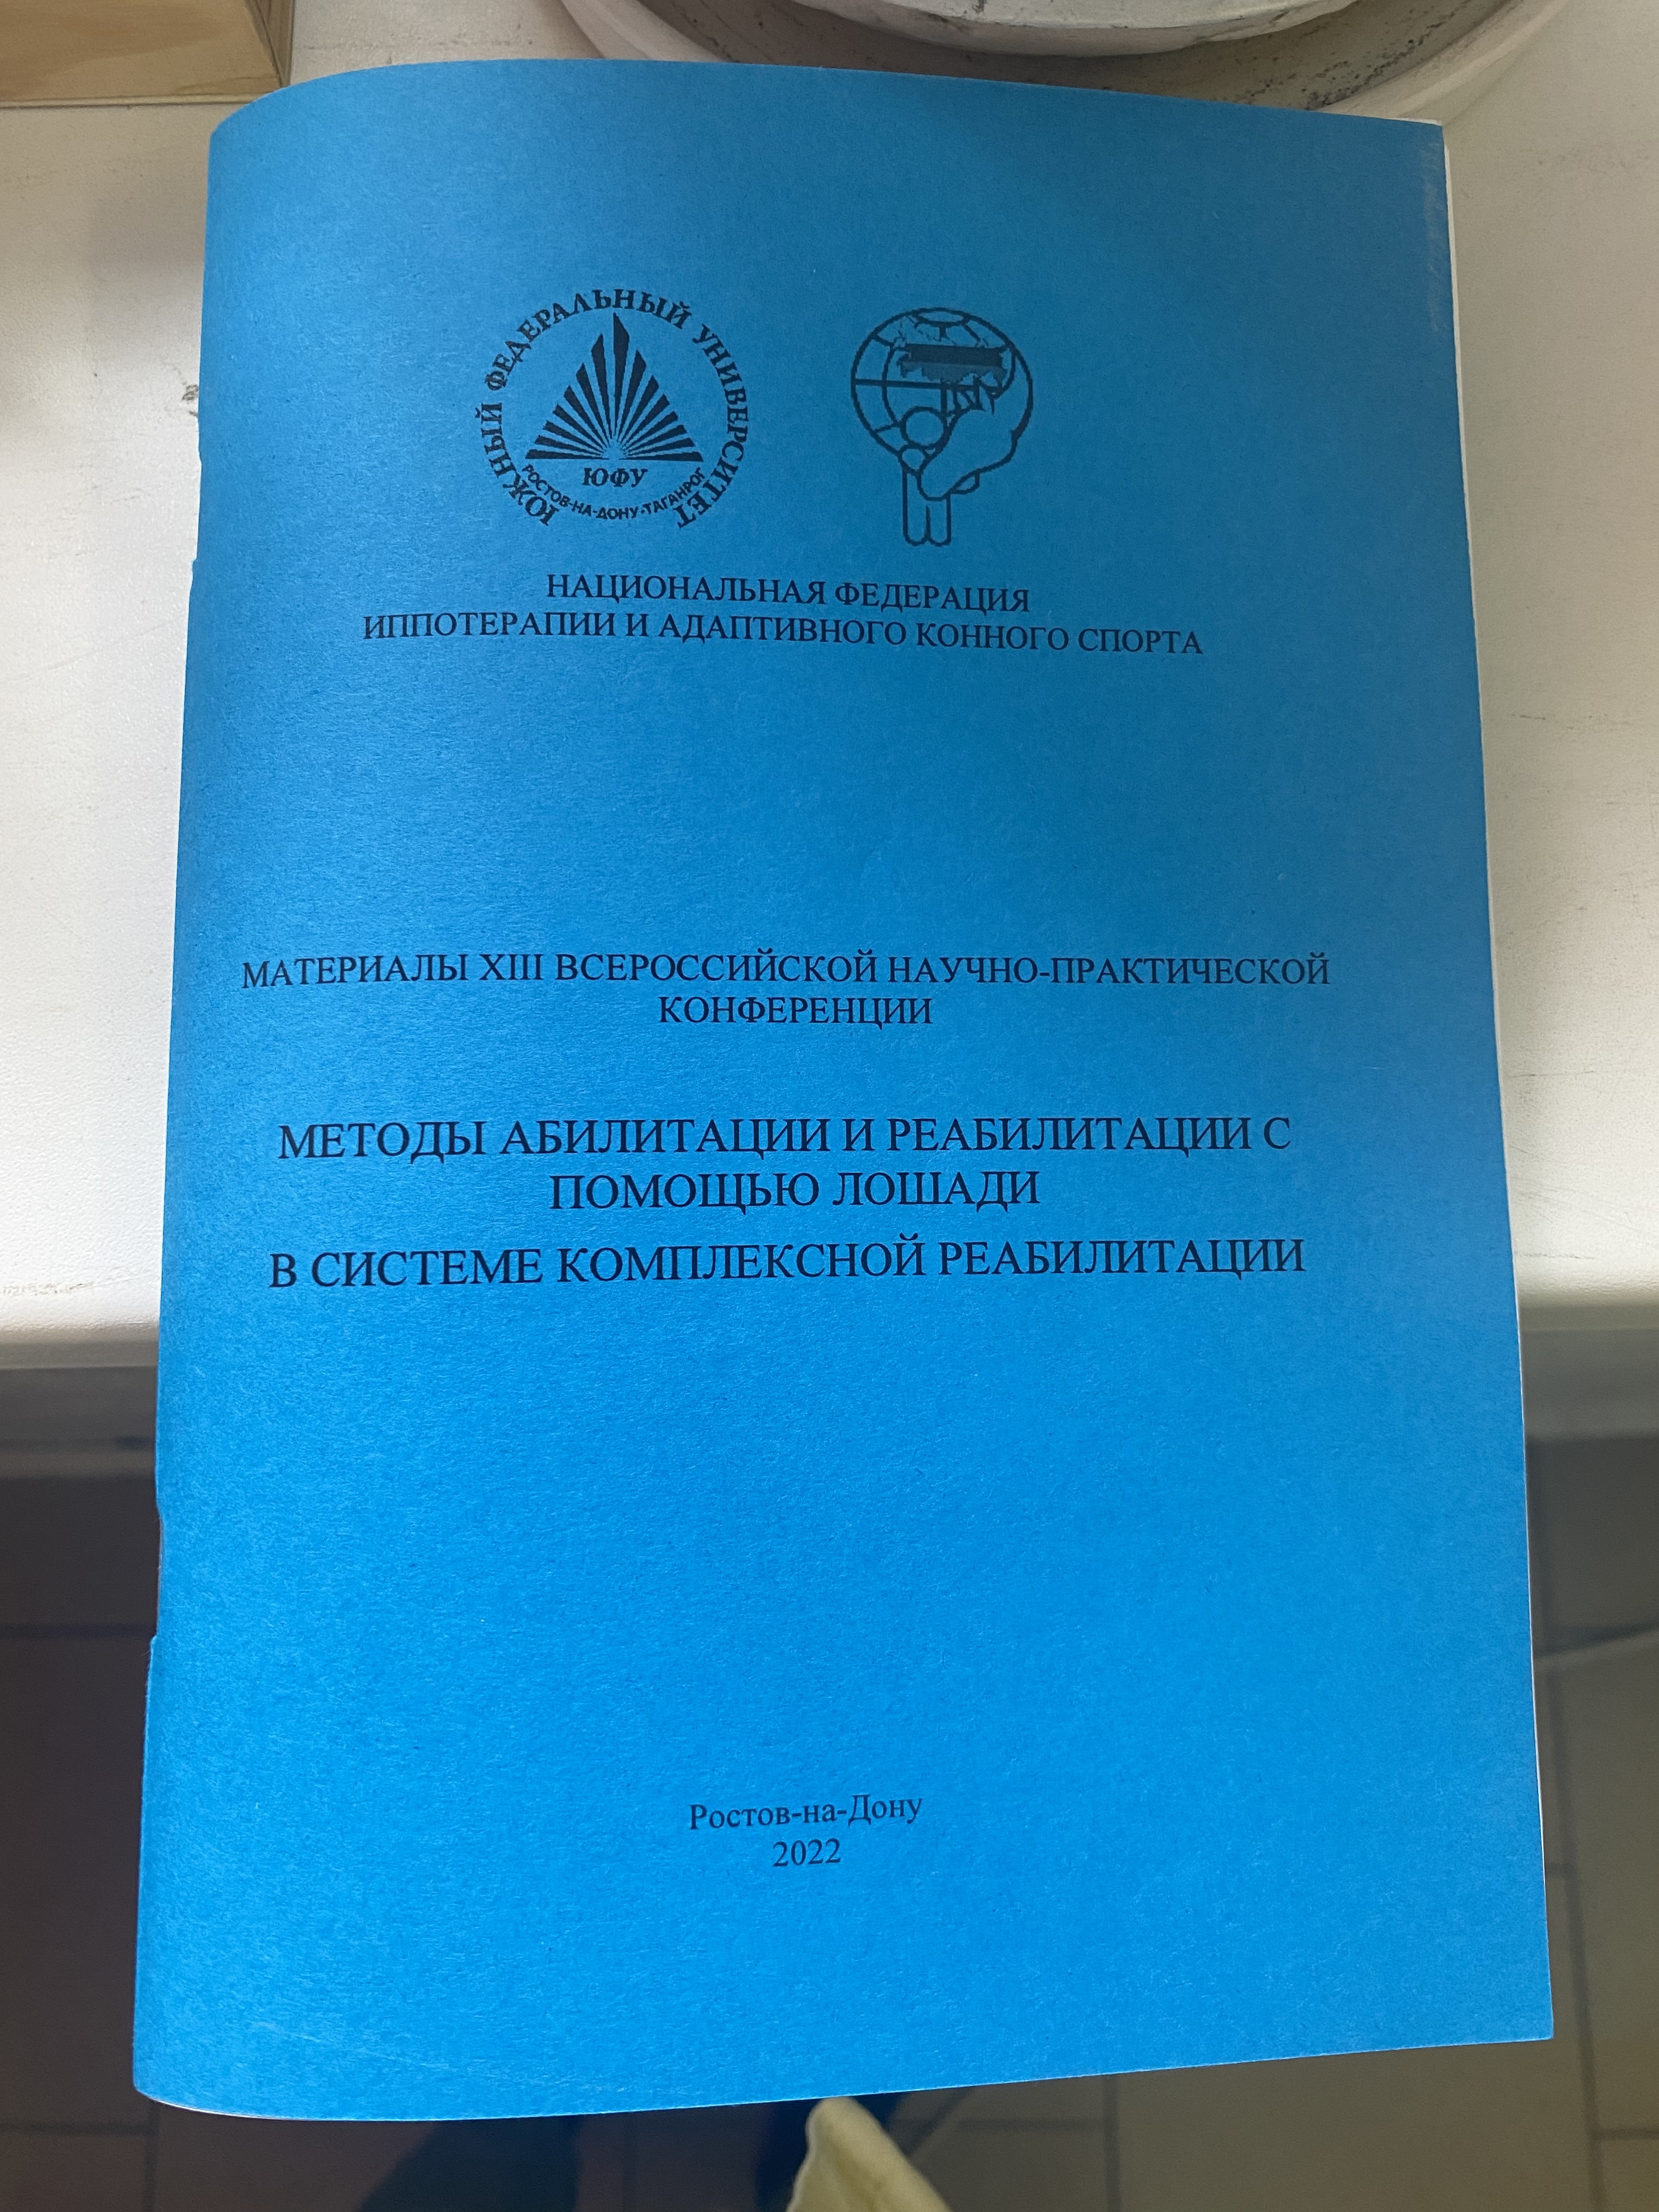 ЮЖНЫЙ ФЕДЕРАЛЬНЫЙ УНИВЕРСИТЕТ
ЮФУ
РОСТОВ-НА-ДОНУ•ТАГАНРОГ
НАЦИОНАЛЬНАЯ ФЕДЕРАЦИЯ
ИППОТЕРАПИИ И АДАПТИВНОГО КОННОГО СПОРТА
МАТЕРИАЛЫ XIII ВСЕРОССИЙСКОЙ НАУЧНО-ПРАКТИЧЕСКОЙ
КОНФЕРЕНЦИИ
МЕТОДЫ АБИЛИТАЦИИ И РЕАБИЛИТАЦИИ С
ПОМОЩЬЮ ЛОШАДИ
В СИСТЕМЕ КОМПЛЕКСНОЙ РЕАБИЛИТАЦИИ
Ростов-на-Дону
2022